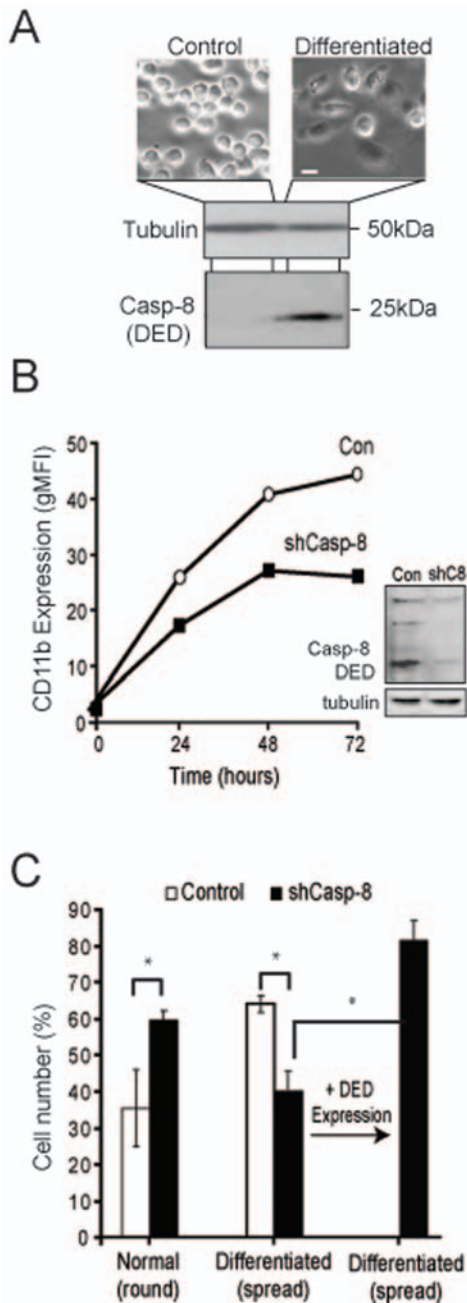 A
Control Differentiated
Tubulin - 50kDa
Casp-8
(DED) - 25kDa
B
CD11b Expression (gMFI)
50
40
30
20
10
0
0 24 48 72
Time (hours)
Con
shCasp-8
Con shC8
Casp-8
DED
tubulin
C
Control shCasp-8
Cell number (%)
90
80
70
60
50
40
30
20
10
0
* * *
+ DED
Expression
Normal
(round)
Differentiated
(spread)
Differentiated
(spread)